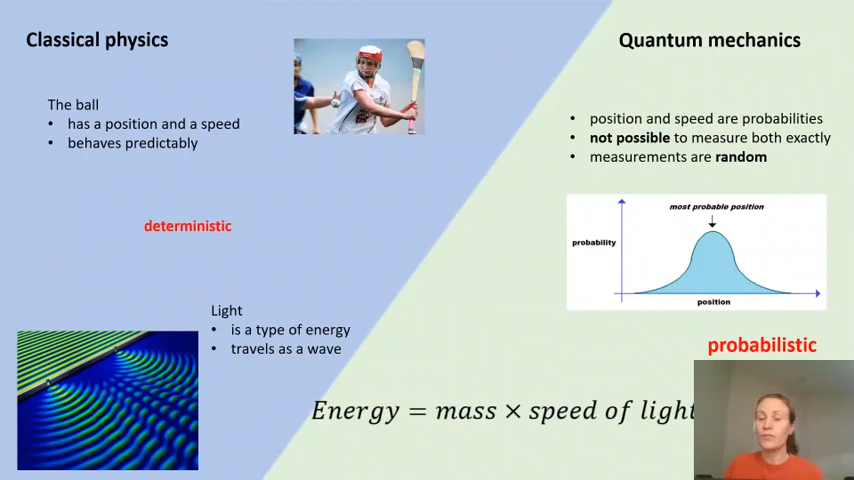 Classical physics
The ball
• has a position and a speed
• behaves predictably
deterministic
Light
• is a type of energy
• travels as a wave
Quantum mechanics
• position and speed are probabilities
• not possible to measure both exactly
• measurements are random
most probable position
probability
position
probabilistic
Energy = mass × speed of light